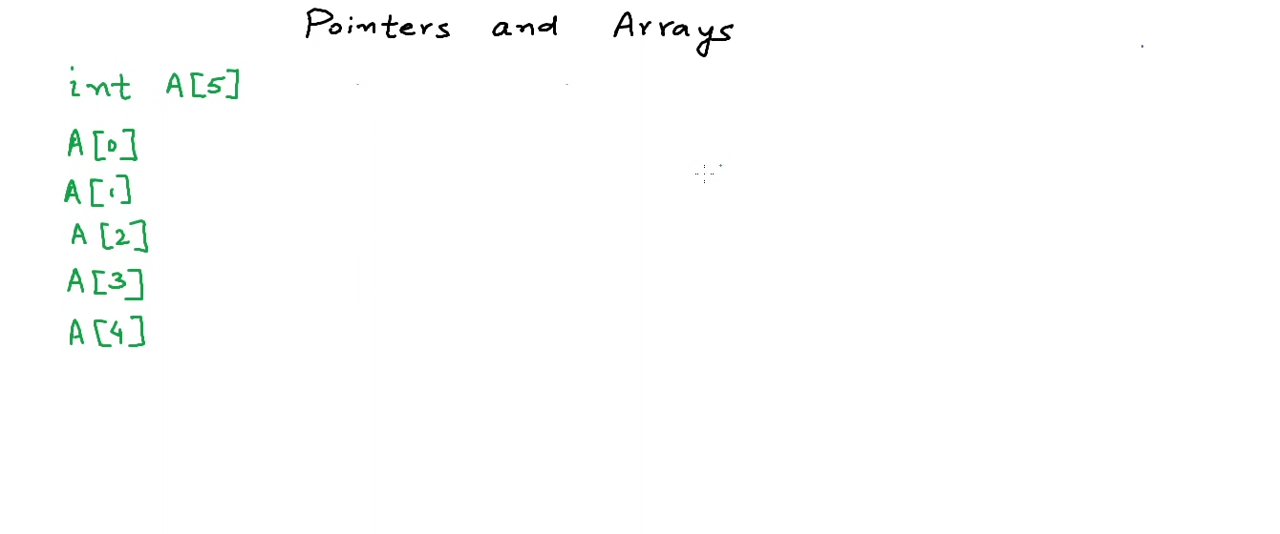 Pointers and Arrays
int A[5]
A[0]
A[1]
A[2]
A[3]
A[4]